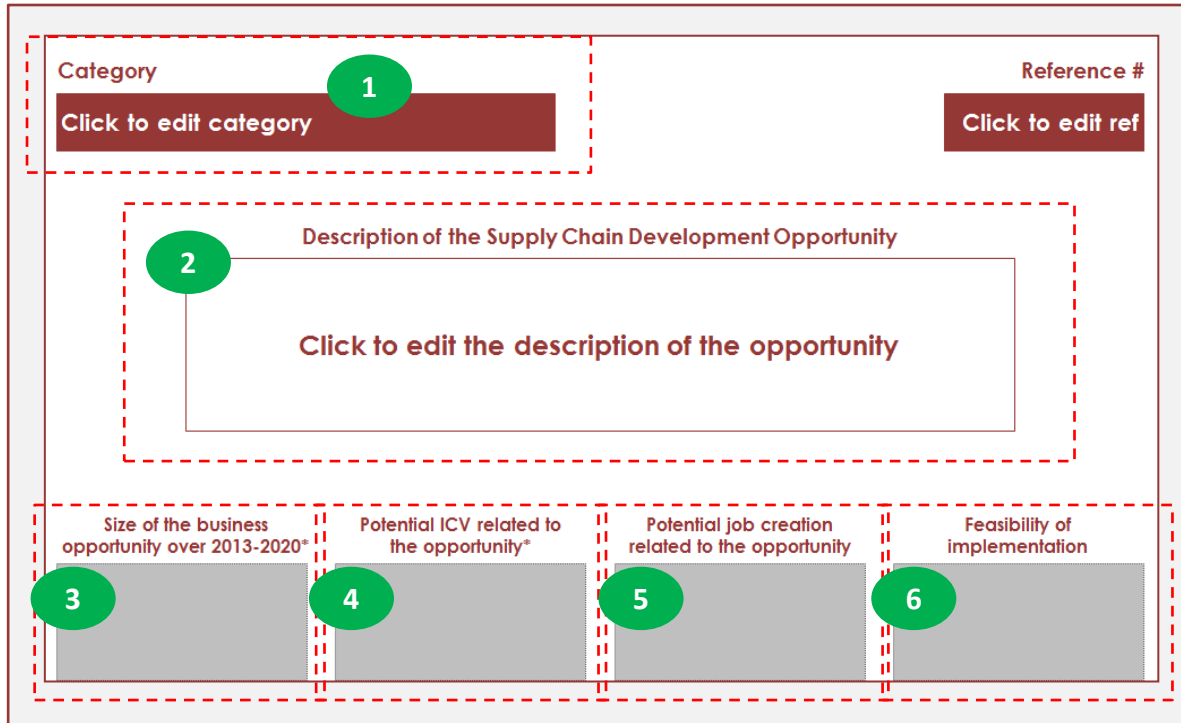 Category
Reference #
1
Click to edit category
Click to edit ref
Description of the Supply Chain Development Opportunity
2
Click to edit the description of the opportunity
Size of the business
opportunity over 2013-2020*
Potential ICV related to
the opportunity*
Potential job creation
related to the opportunity
Feasibility of
implementation
3
4
5
6